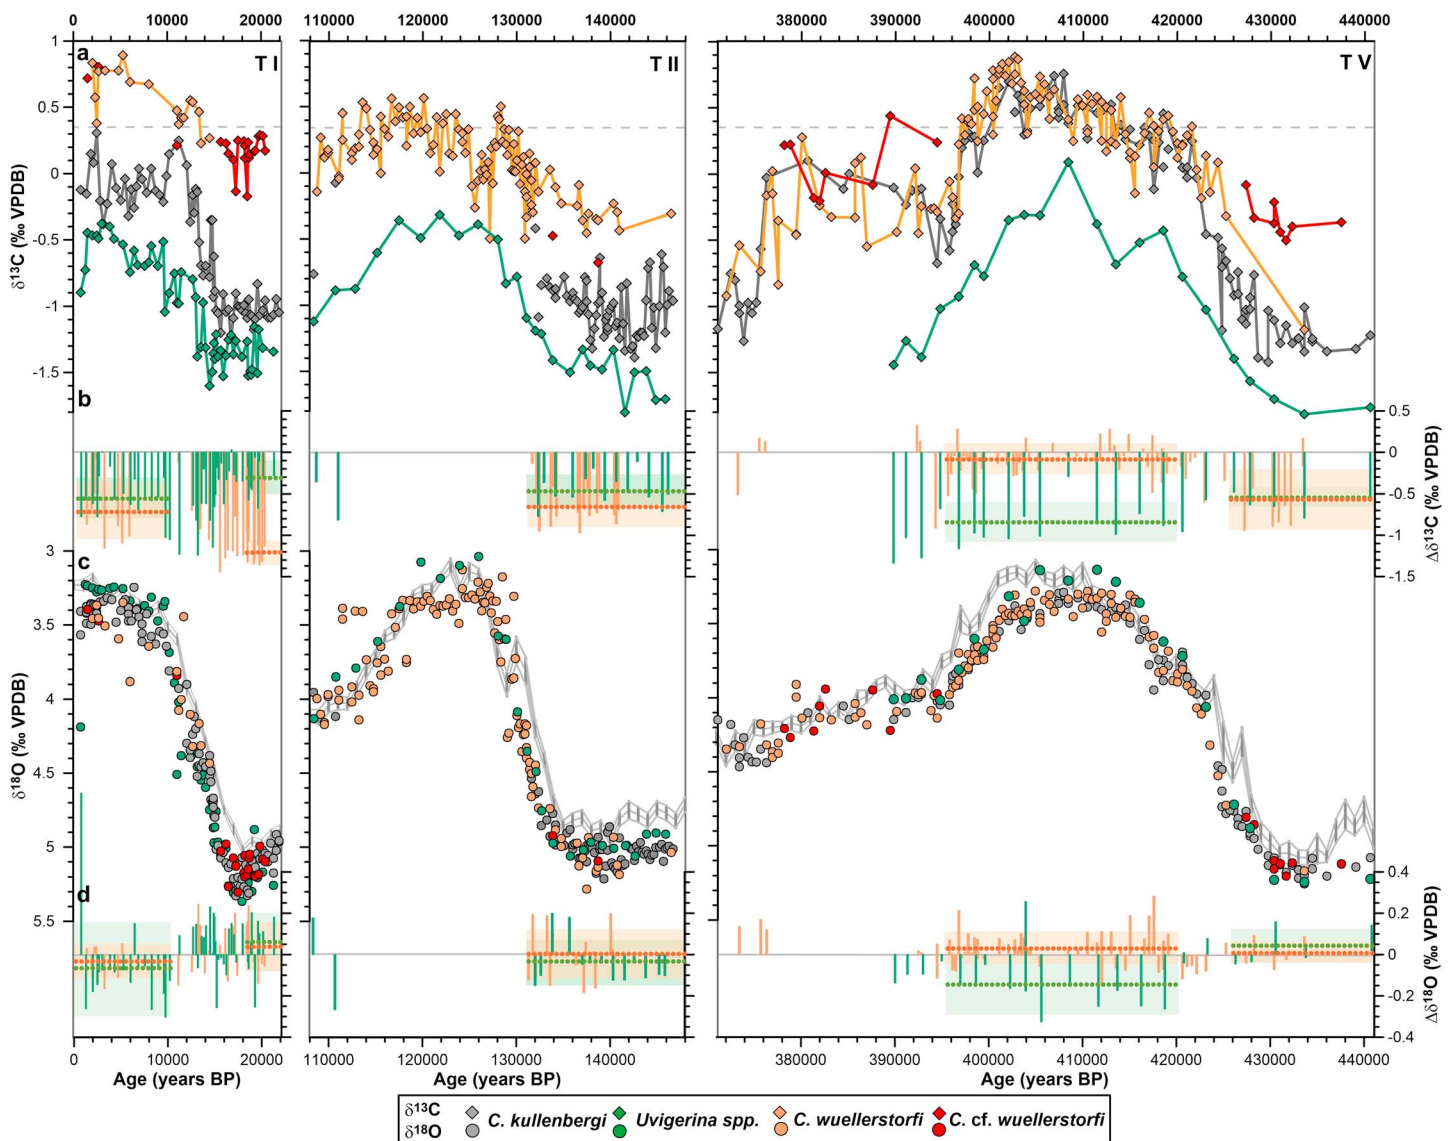 0 10000 20000 110000 120000 130000 140000 380000 390000 400000 410000 420000 430000 440000
1
a
T I
T II
T V
0.5
0
-0.5
-1
-1.5
δ13C (‰ VPDB)
b
0.5
0
-0.5
-1
-1.5
Δδ13C (‰ VPDB)
3
c
3.5
4
4.5
5
5.5
δ18O (‰ VPDB)
d
0.4
0.2
0
-0.2
-0.4
Δδ18O (‰ VPDB)
0 10000 20000 110000 120000 130000 140000 380000 390000 400000 410000 420000 430000 440000
Age (years BP) Age (years BP) Age (years BP)
δ13C
δ18O
C. kullenbergi
Uvigerina spp.
C. wuellerstorfi
C. cf. wuellerstorfi